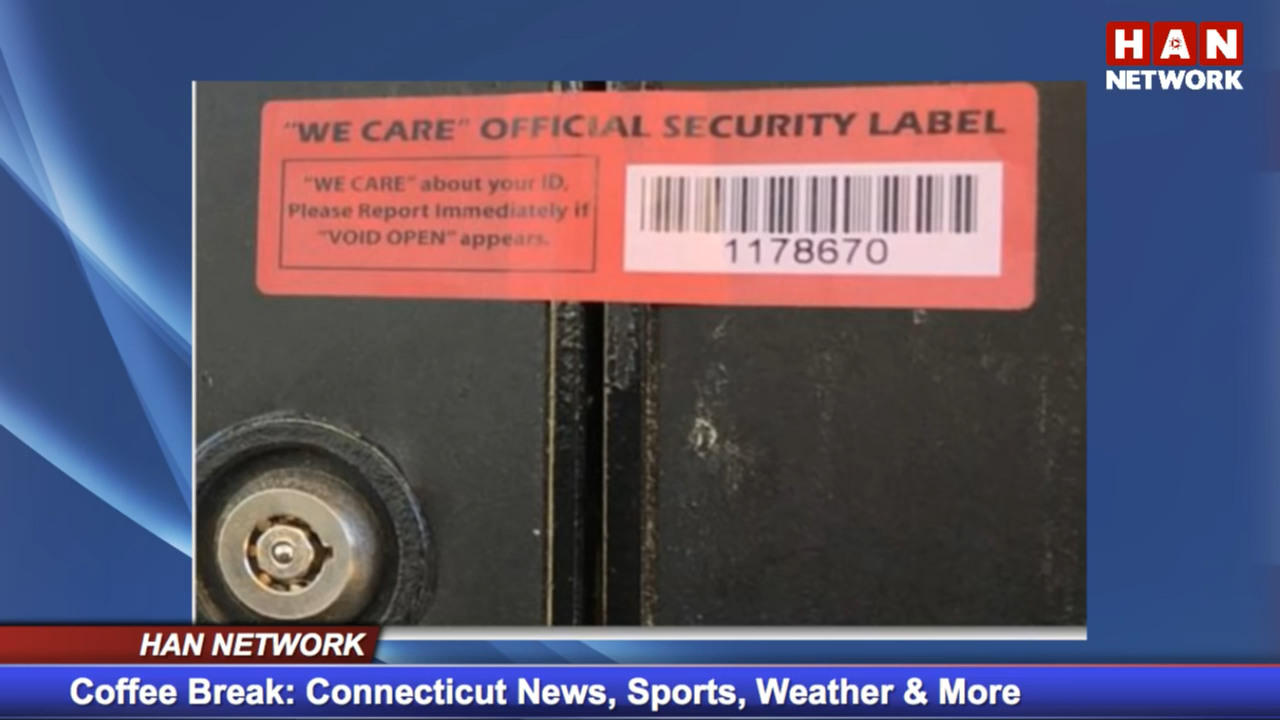 HAN
NETWORK
"WE CARE" OFFICIAL SECURITY LABEL
"WE CARE" about your ID,
Please Report Immediately if
"VOID OPEN" appears.
1178670
HAN NETWORK
Coffee Break: Connecticut News, Sports, Weather & More